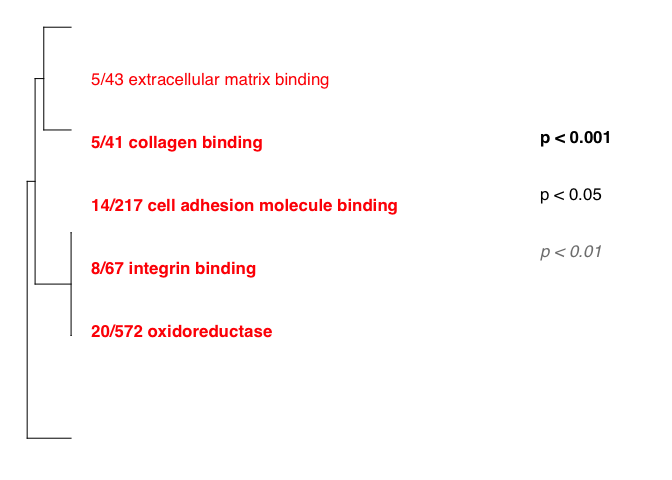 5/43 extracellular matrix binding
5/41 collagen binding
p < 0.001
14/217 cell adhesion molecule binding
p < 0.05
8/67 integrin binding
p < 0.01
20/572 oxidoreductase